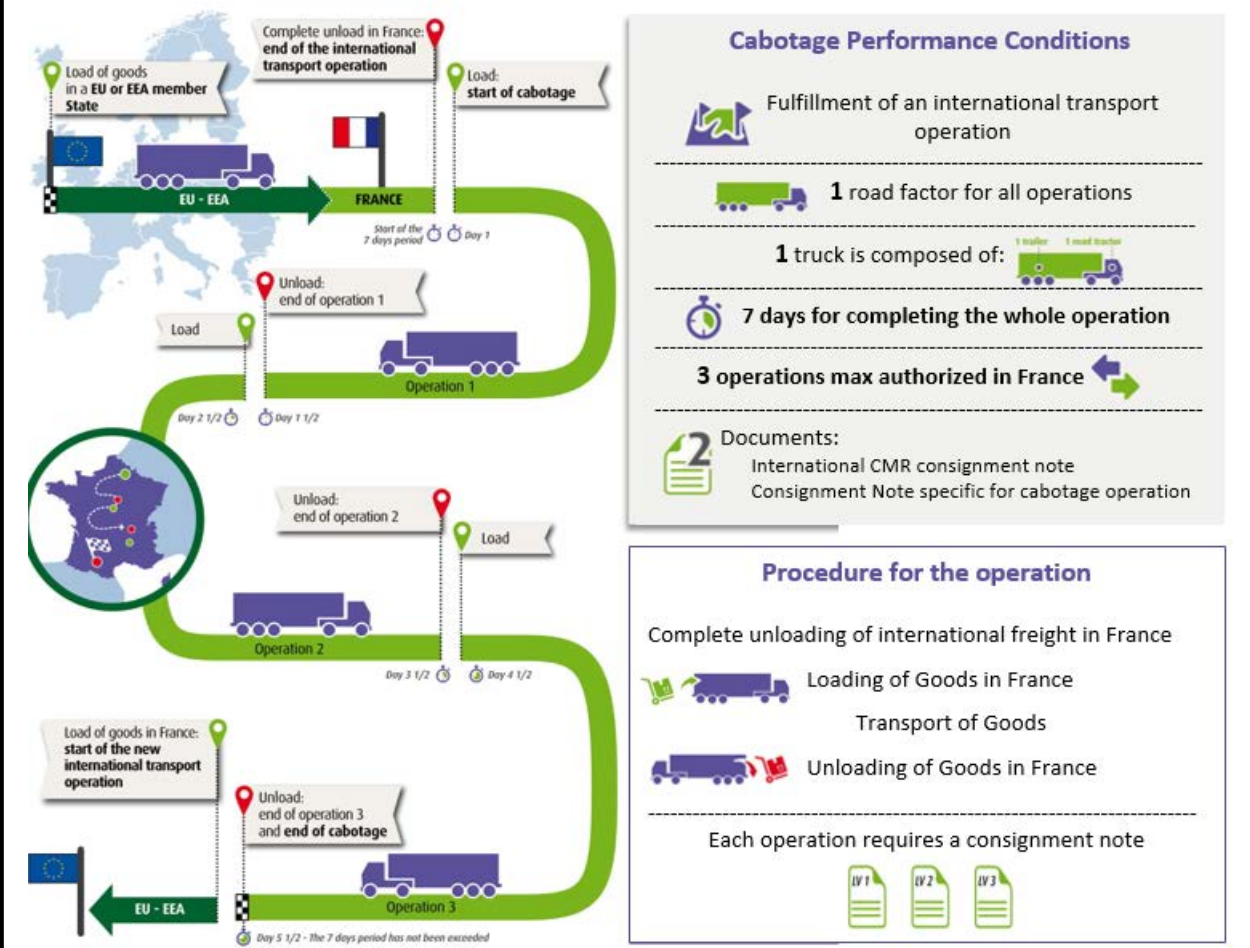 Load of goods
in a EU or EEA member
State
Complete unload in France:
end of the international
transport operation
Load:
start of cabotage
EU - EEA
FRANCE
Start of the
7 days period
Day 1
Unload:
end of operation 1
Load
Operation 1
Day 2 1/2
Day 1 1/2
Unload:
end of operation 2
Load
Operation 2
Day 3 1/2
Day 4 1/2
Load of goods in France:
start of the new
international transport
operation
Unload:
end of operation 3
and end of cabotage
EU - EEA
Operation 3
Day 5 1/2 - The 7 days period has not been exceeded
Cabotage Performance Conditions
Fulfillment of an international transport
operation
1 road factor for all operations
1 truck is composed of:
1 trailer
1 road tractor
7 days for completing the whole operation
3 operations max authorized in France
2
Documents:
International CMR consignment note
Consignment Note specific for cabotage operation
Procedure for the operation
Complete unloading of international freight in France
Loading of Goods in France
Transport of Goods
Unloading of Goods in France
Each operation requires a consignment note
LV 1
LV 2
LV 3